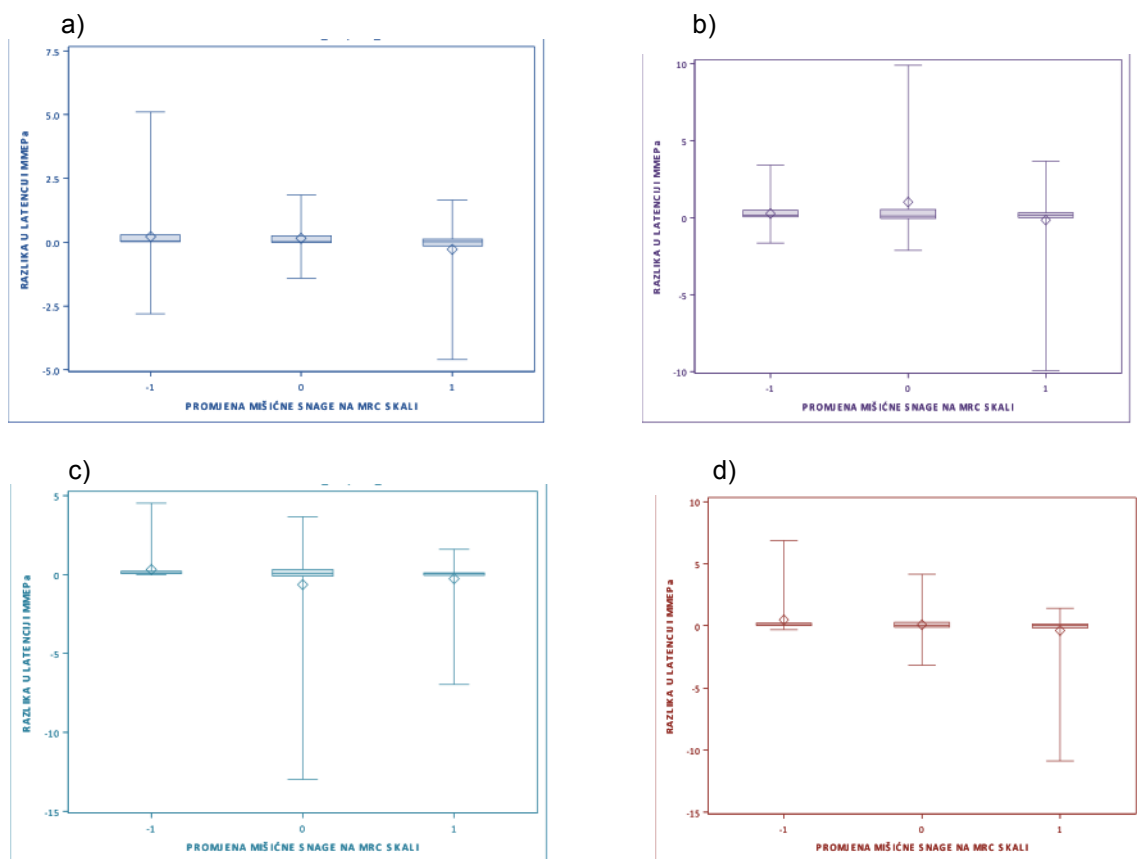 a)
7.5
5.0
2.5
0.0
-2.5
-5.0
RAZLIKA U LATENCIJI MMEPa
-1 0 1
PROMJENA MIŠIĆNE SNAGE NA MRC SKALI
b)
10
5
0
-5
-10
RAZLIKA U LATENCIJI MMEPa
-1 0 1
PROMJENA MIŠIĆNE SNAGE NA MRC SKALI
c)
5
0
-5
-10
-15
RAZLIKA U LATENCIJI MMEPa
-1 0 1
PROMJENA MIŠIĆNE SNAGE NA MRC SKALI
d)
10
5
0
-5
-10
-15
RAZLIKA U LATENCIJI MMEPa
-1 0 1
PROMJENA MIŠIĆNE SNAGE NA MRC SKALI